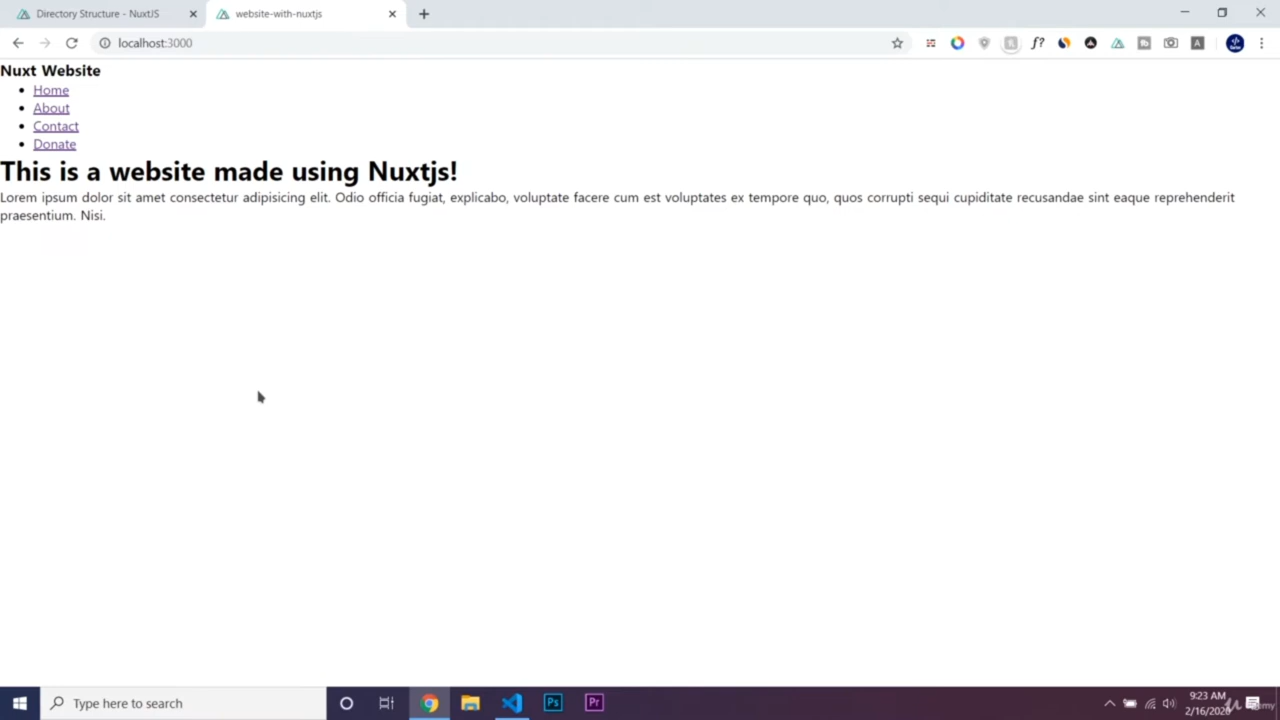 Directory Structure - NuxtJS
website-with-nuxtjs
localhost:3000
f?
A
Nuxt Website
Home
About
Contact
Donate
This is a website made using Nuxtjs!
Lorem ipsum dolor sit amet consectetur adipisicing elit. Odio officia fugiat, explicabo, voluptate facere cum est voluptates ex tempore quo, quos corrupti sequi cupiditate recusandae sint eaque reprehenderit
praesentium. Nisi.
Type here to search
Ps
Pr
9:23 AM
2/16/2020